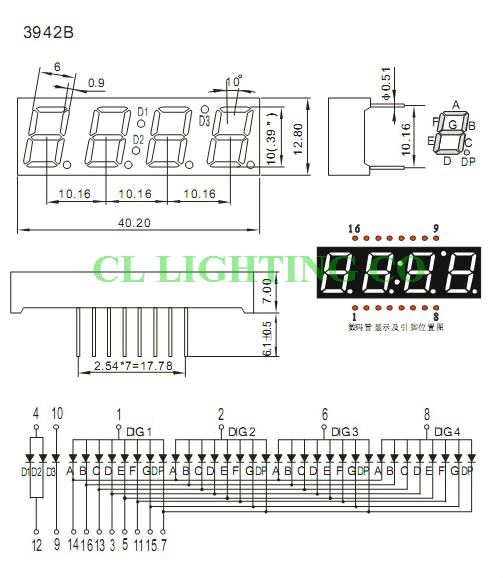 3942B
6
0.9
10°
D1
D2
D3
10(.39")
12.80
10.16 10.16 10.16
40.20
Φ0.51
10.16
A
F B
G
E C
DP
16 9
1 8
数码管显示及引脚位置图
CL LIGHTING CO
7.00
6.1±0.5
2.54*7=17.78
4 10 1 2 6 8
DIG1 DIG2 DIG3 DIG4
D1 D2 D3 A B C D E F G DP A B C D E F G DP A B C D E F G DP A B C D E F G DP
12 9 14 16 13 3 5 11 15 7